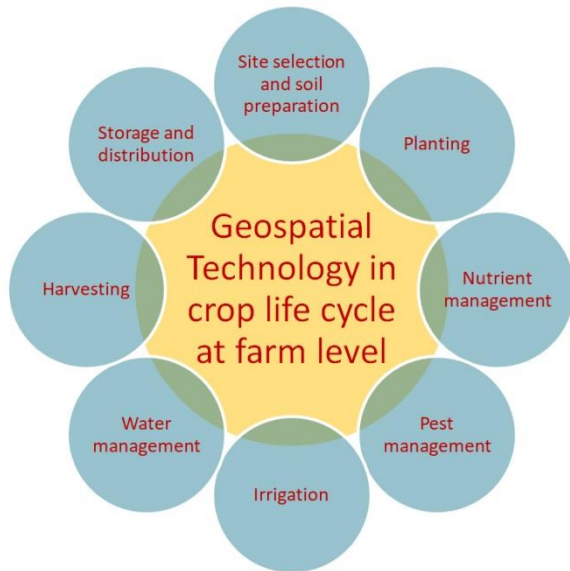 Site selection
and soil
preparation
Planting
Nutrient
management
Pest
management
Irrigation
Water
management
Harvesting
Storage and
distribution
Geospatial
Technology in
crop life cycle
at farm level